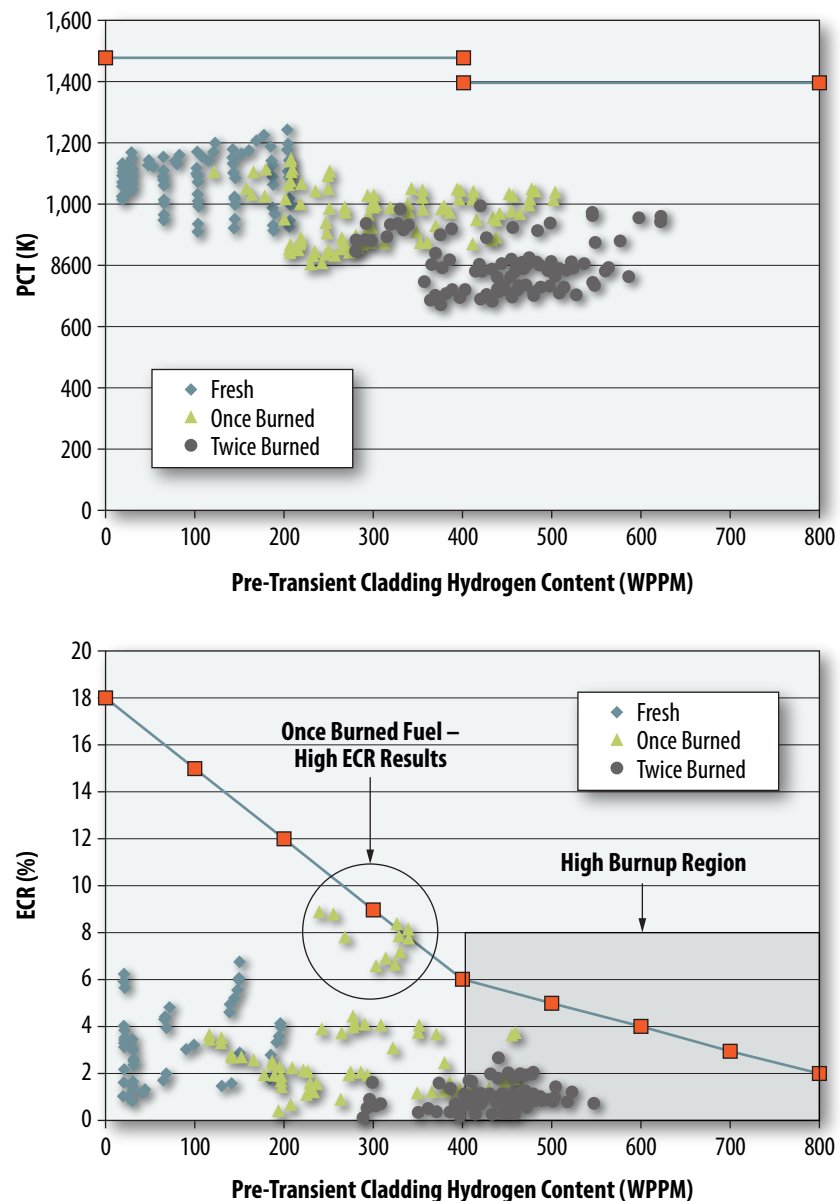 1,600
1,400
1,200
1,000
8600
600
400
200
0
PCT (K)
Fresh
Once Burned
Twice Burned
0 100 200 300 400 500 600 700 800
Pre-Transient Cladding Hydrogen Content (WPPM)
20
18
16
14
12
10
8
6
4
2
0
ECR (%)
Once Burned Fuel –
High ECR Results
Fresh
Once Burned
Twice Burned
High Burnup Region
0 100 200 300 400 500 600 700 800
Pre-Transient Cladding Hydrogen Content (WPPM)